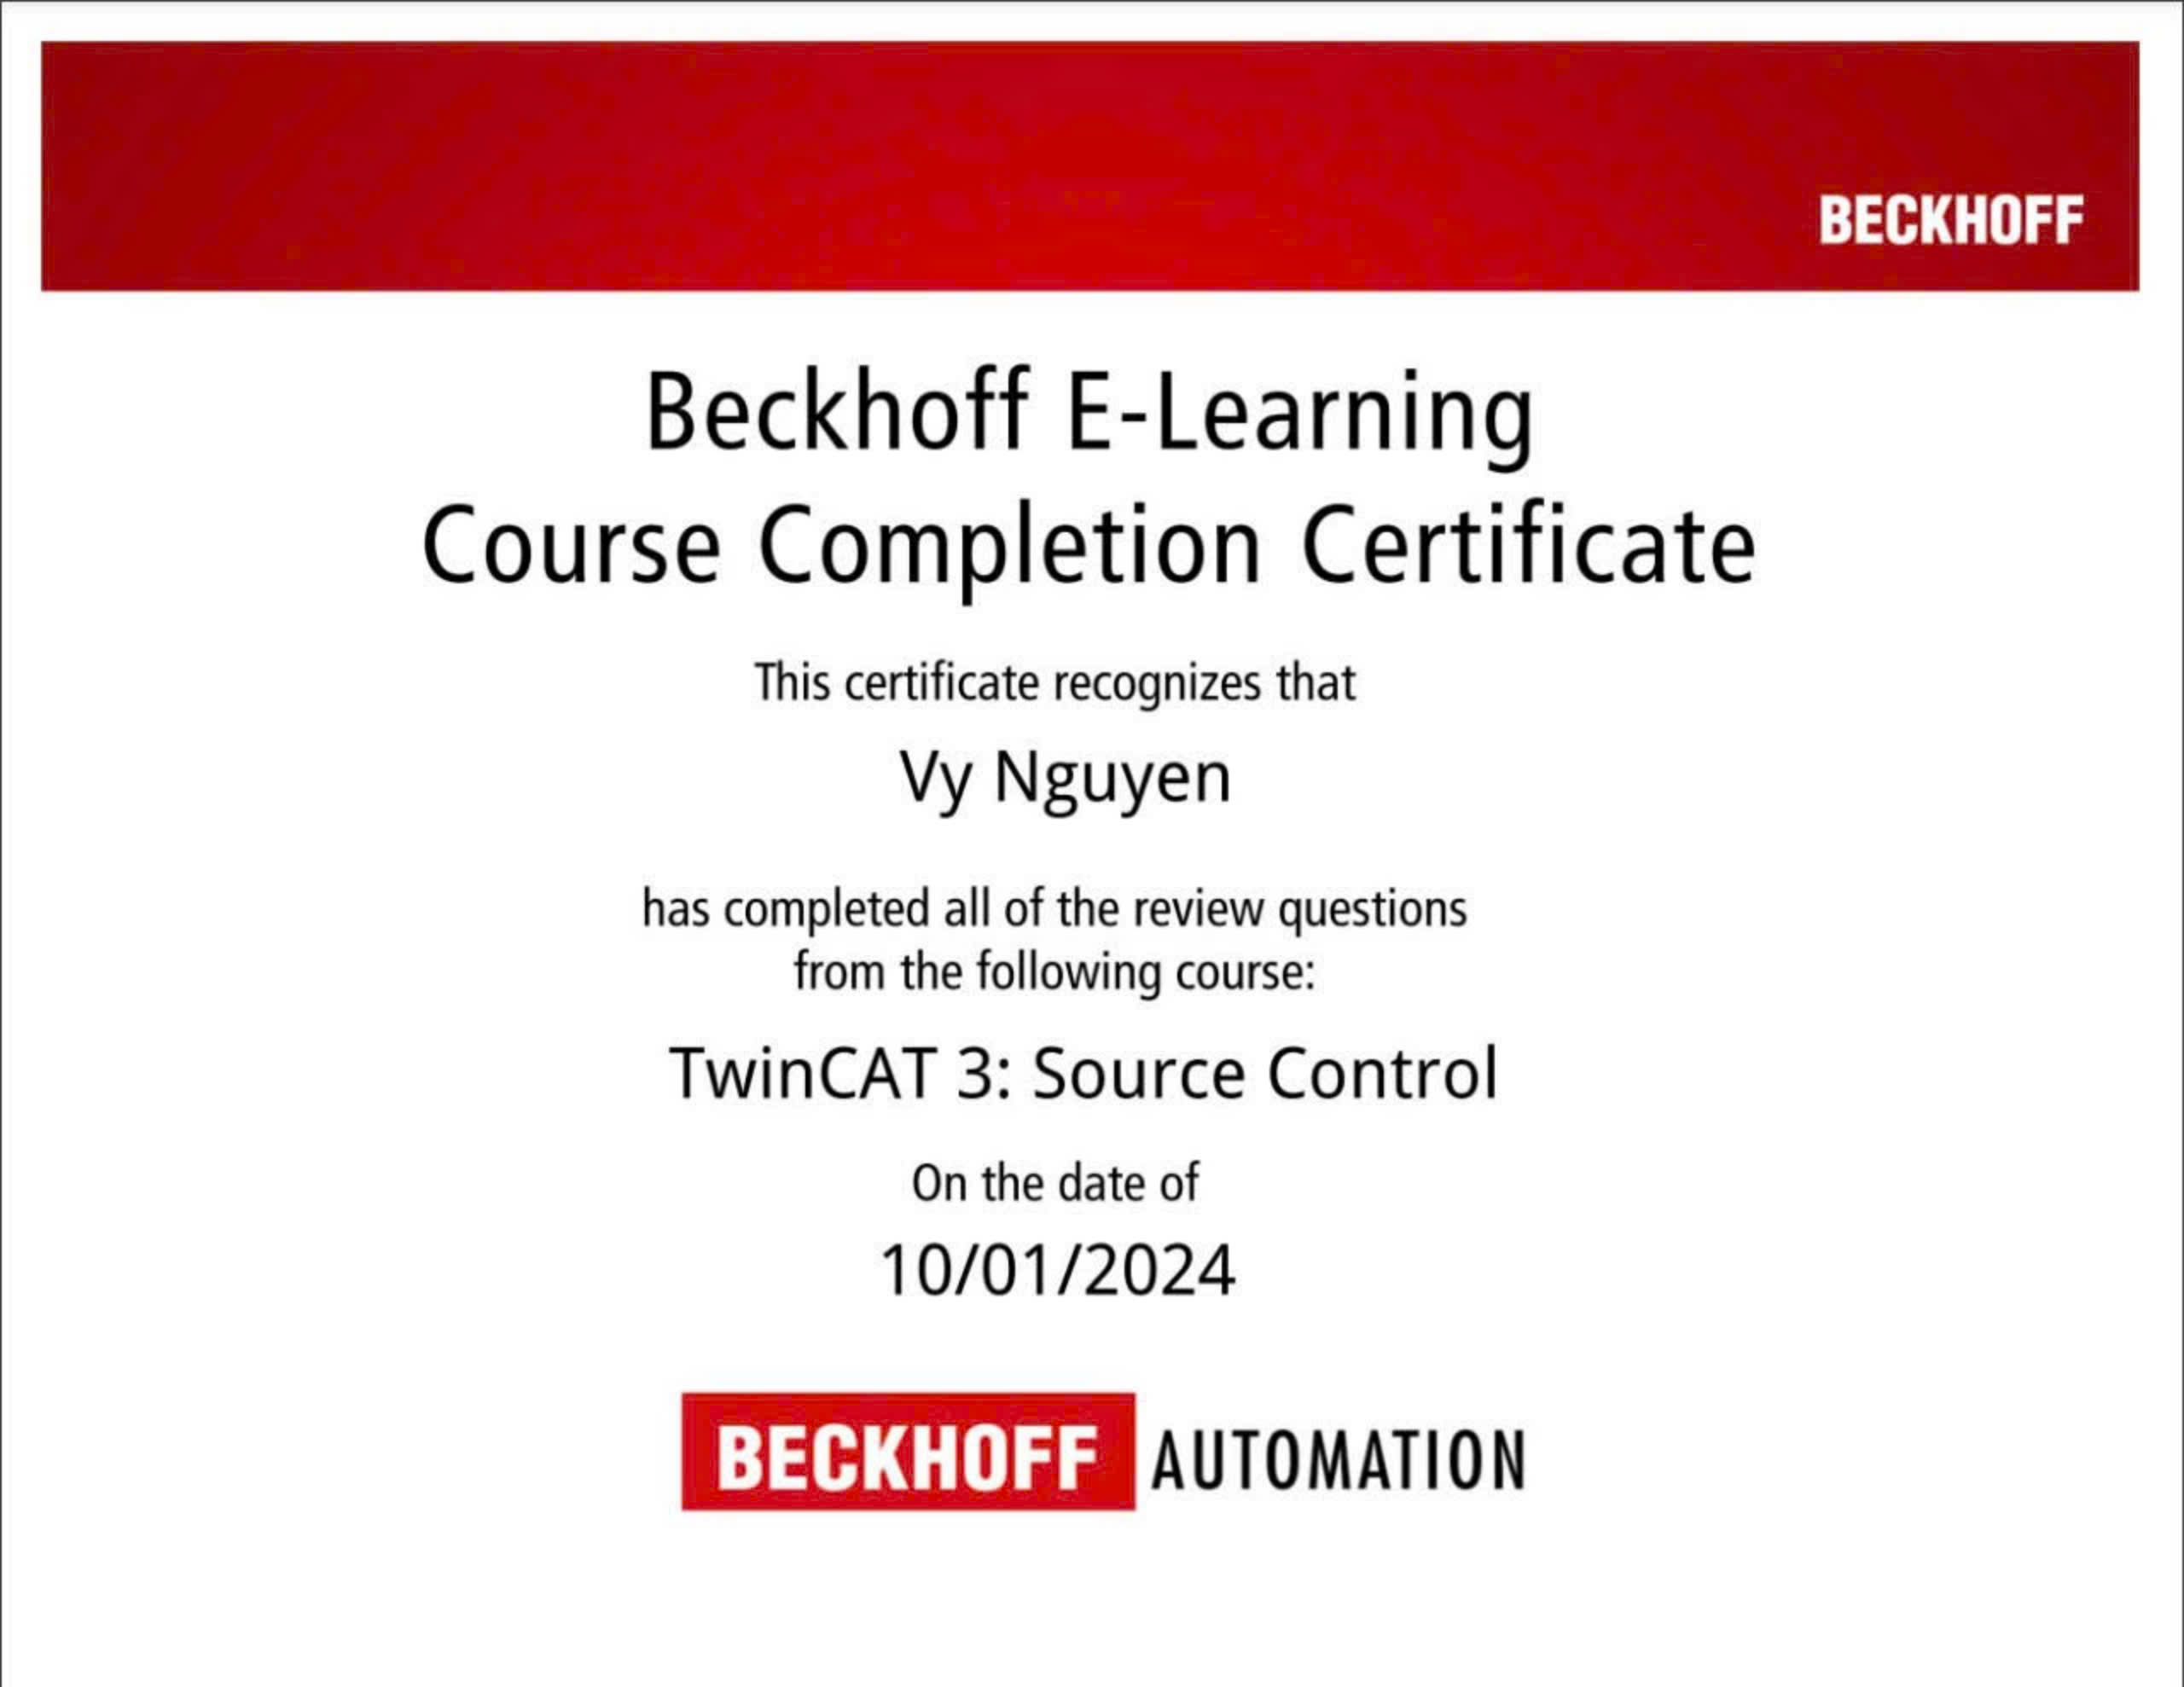 BECKHOFF
Beckhoff E-Learning
Course Completion Certificate
This certificate recognizes that
Vy Nguyen
has completed all of the review questions
from the following course:
TwinCAT 3: Source Control
On the date of
10/01/2024
BECKHOFF AUTOMATION